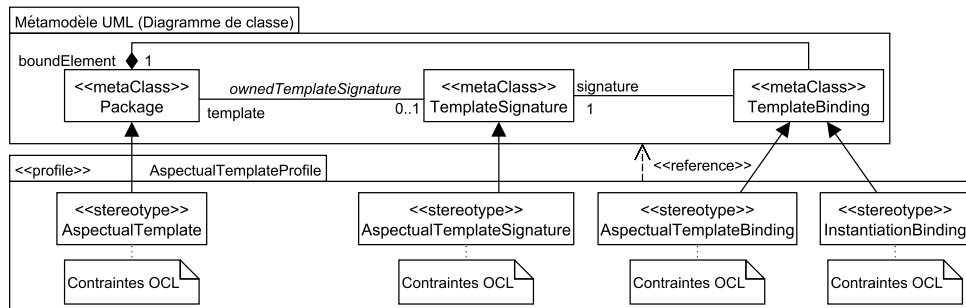 Métamodèle UML (Diagramme de classe)
boundElement 1
<<metaClass>>
Package
ownedTemplateSignature
template
0..1
<<metaClass>>
TemplateSignature
signature
1
<<metaClass>>
TemplateBinding
<<profile>> AspectualTemplateProfile
<<reference>>
<<stereotype>>
AspectualTemplate
<<stereotype>>
AspectualTemplateSignature
<<stereotype>>
AspectualTemplateBinding
<<stereotype>>
InstantiationBinding
Contraintes OCL
Contraintes OCL
Contraintes OCL
Contraintes OCL